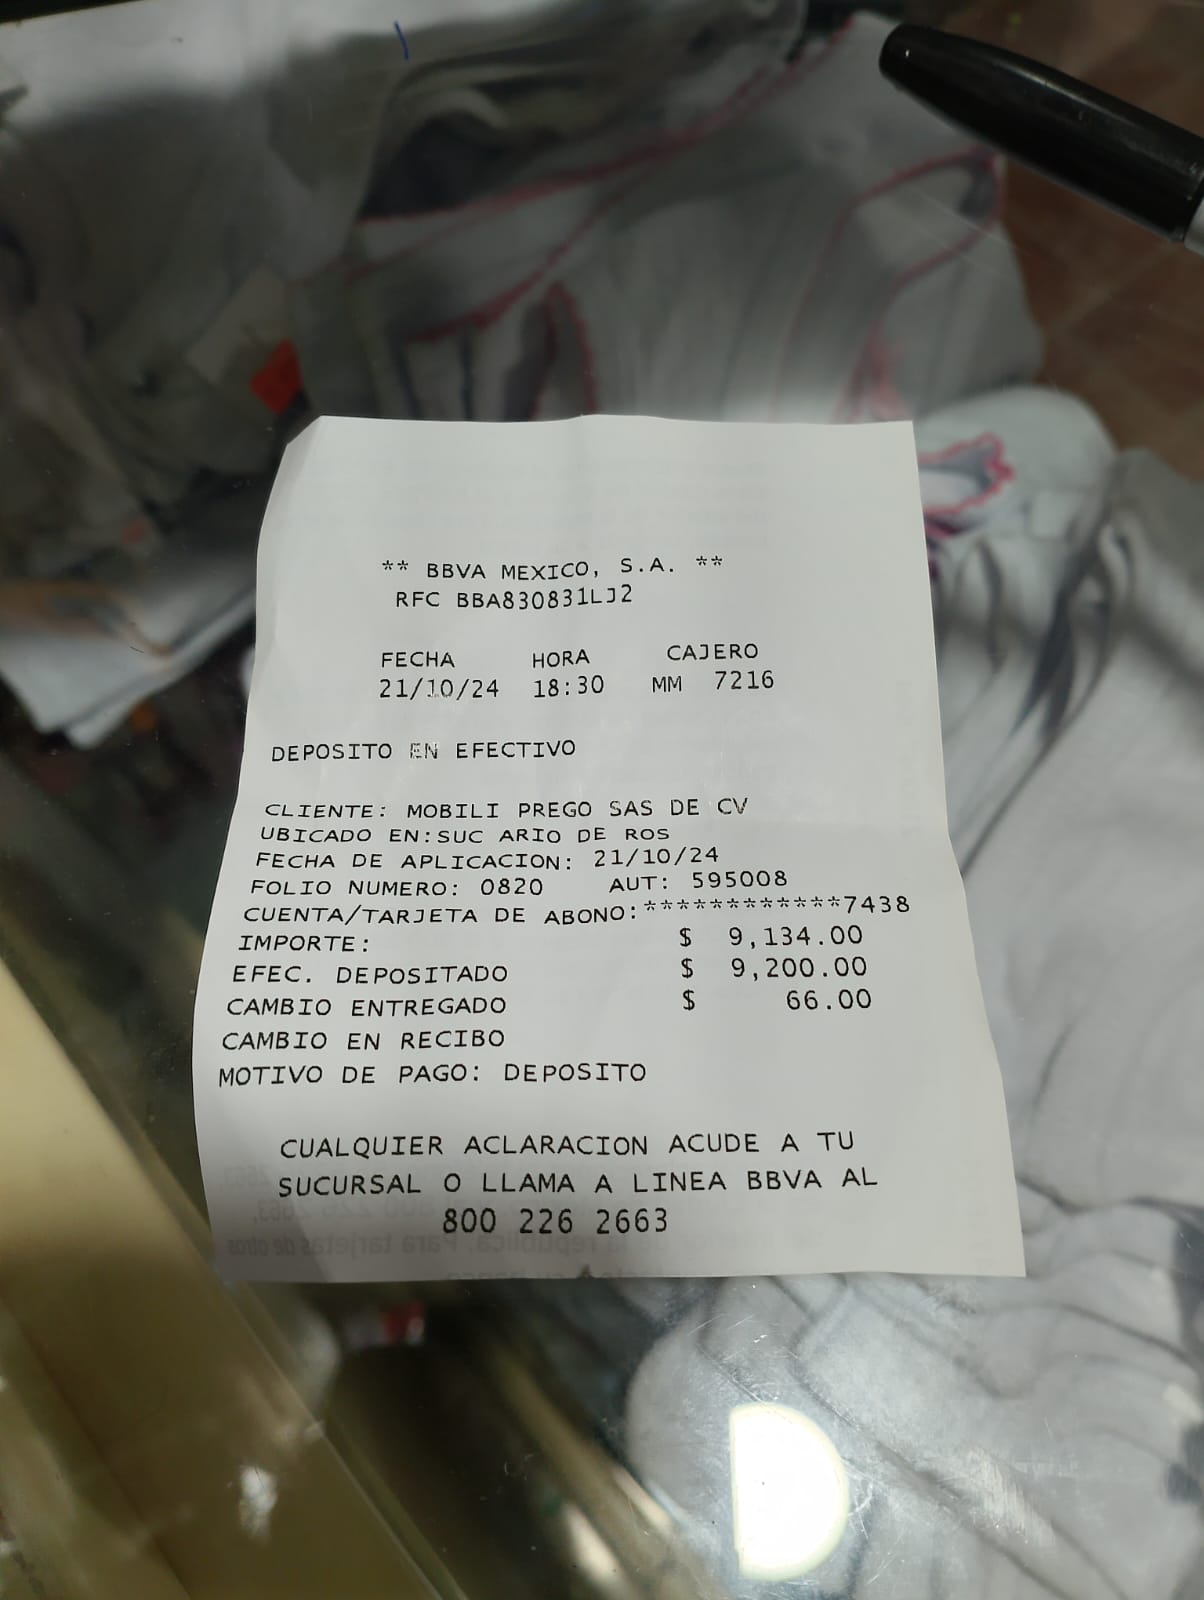 ** BBVA MEXICO, S.A. **
RFC BBA830831LJ2
FECHA HORA CAJERO
21/10/24 18:30 MM 7216
DEPOSITO EN EFECTIVO
CLIENTE: MOBILI PREGO SAS DE CV
UBICADO EN:SUC ARIO DE ROS
FECHA DE APLICACION: 21/10/24
FOLIO NUMERO: 0820 AUT: 595008
CUENTA/TARJETA DE ABONO:************7438
IMPORTE: $ 9,134.00
EFEC. DEPOSITADO $ 9,200.00
CAMBIO ENTREGADO $ 66.00
CAMBIO EN RECIBO
MOTIVO DE PAGO: DEPOSITO
CUALQUIER ACLARACION ACUDE A TU
SUCURSAL O LLAMA A LINEA BBVA AL
800 226 2663